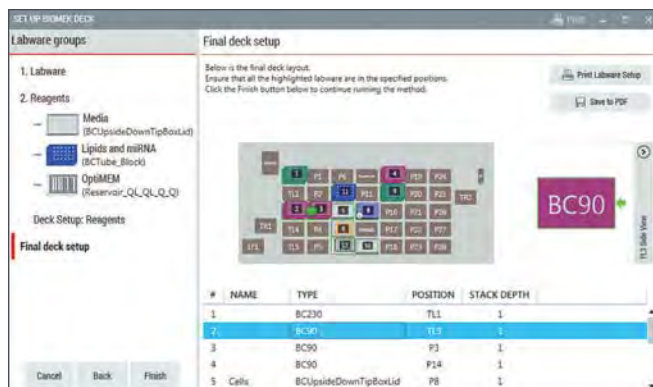 SET UP BIOMEK DECK
Print
Labware groups
1. Labware
2. Reagents
Media
(BCUpsideDownTipBoxLid)
Lipids and miRNA
(BCTube_Block)
OptiMEM
(Reservoir_QL_QL_Q_Q)
Deck Setup: Reagents
Final deck setup
Cancel Back Finish
Final deck setup
Below is the final deck layout.
Ensure that all the highlighted labware are in the specified positions.
Click the Finish button below to continue running the method.
Print Labware Setup
Save to PDF
BC90
TL3 Side View
# NAME TYPE POSITION STACK DEPTH
1 BC230 TL1 1
2 BC90 TL3 1
3 BC90 P3 1
4 BC90 P14 1
5 Cells BCUpsideDownTipBoxLid P8 1